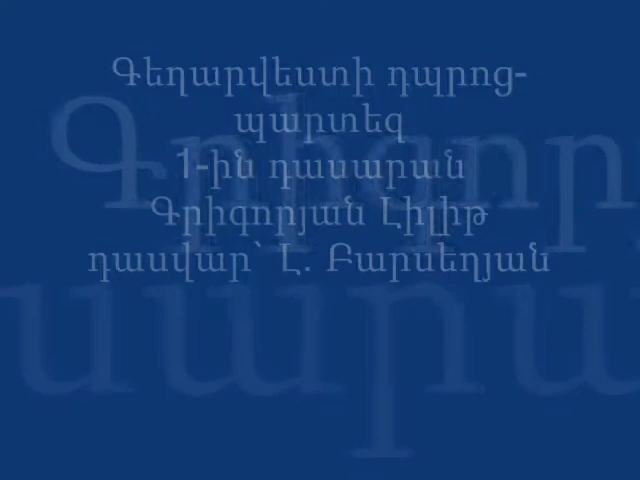 Գեղարվեստի դպրոց-
պարտեզ
1-ին դասարան
Գրիգորյան Լիլիթ
դասվար՝ Լ. Բարսեղյան